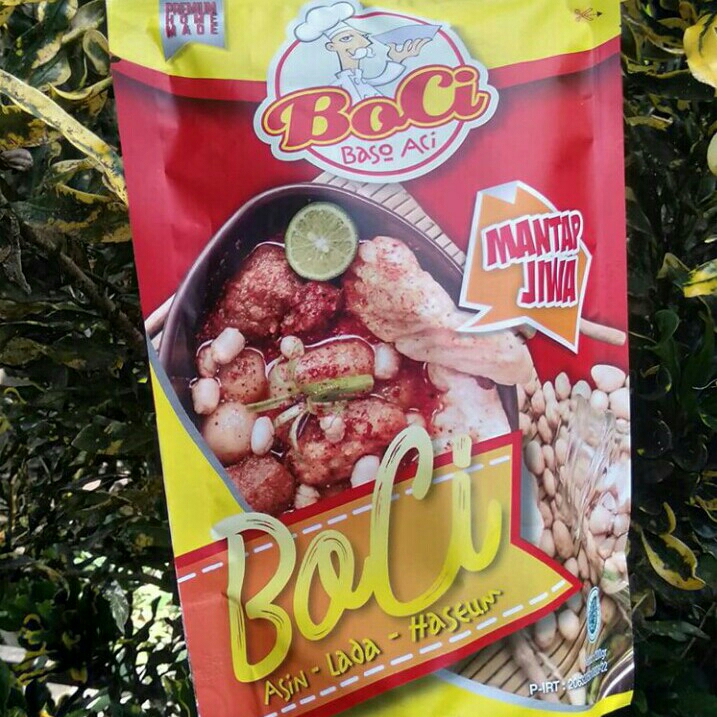 PREMIUM
HOME
MADE
BoCi
BASO ACi
MANTAP
JIWA
BoCi
ASiN - LADA - HASEUM
P-IRT :